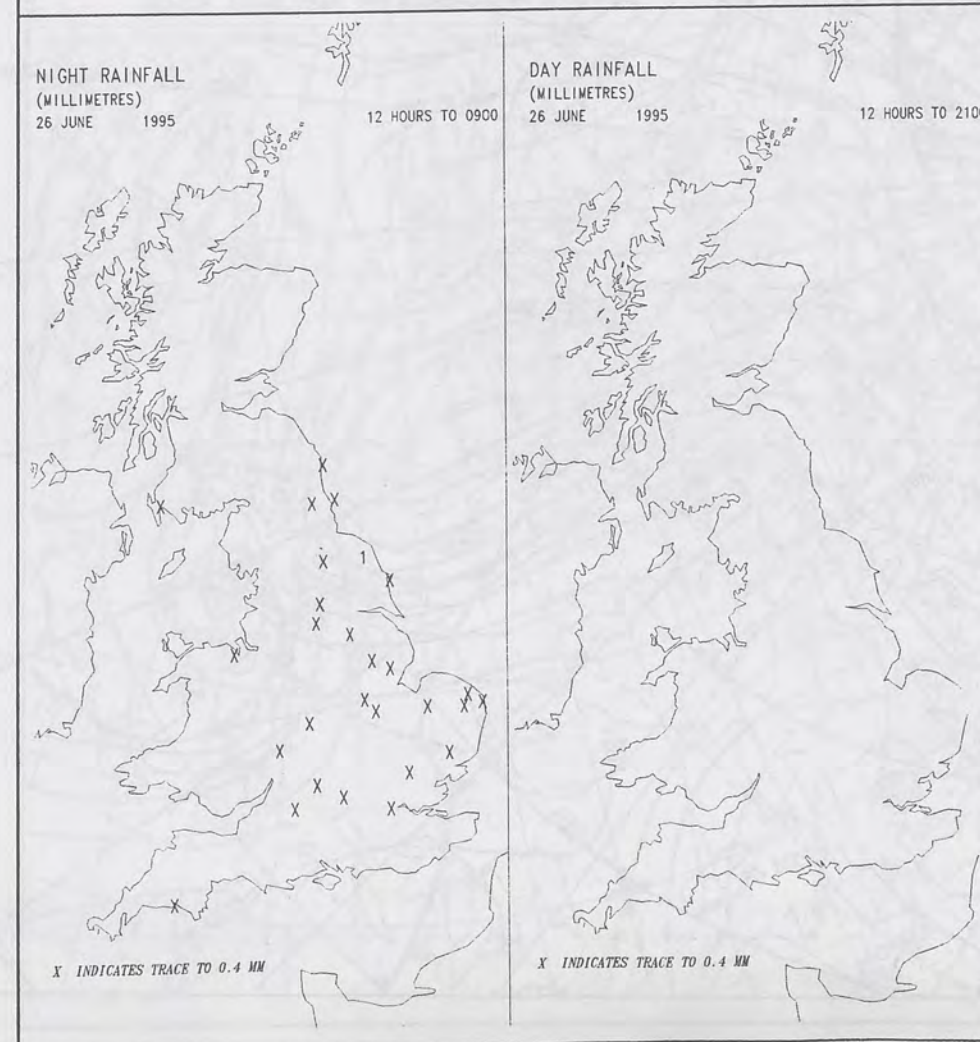 NIGHT RAINFALL
(MILLIMETRES)
26 JUNE 1995 12 HOURS TO 0900
X
X X X
X 1
X
X
X
X
X
X X
X X
X X X X
X
X
X X
X
X X
X X
X
X INDICATES TRACE TO 0.4 MM
DAY RAINFALL
(MILLIMETRES)
26 JUNE 1995 12 HOURS TO 2100
X INDICATES TRACE TO 0.4 MM